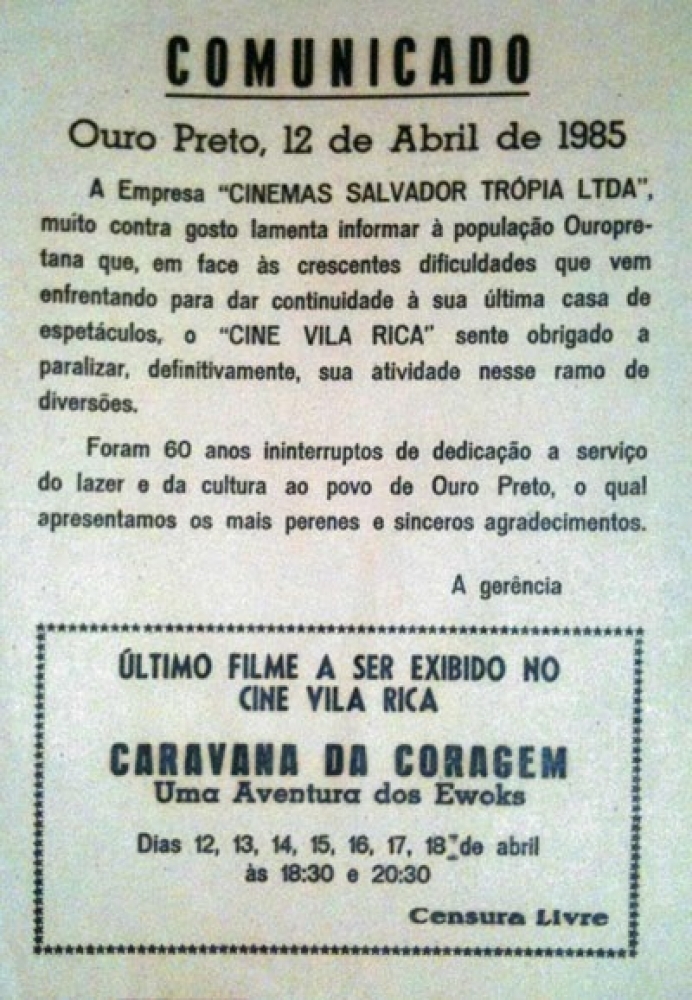 COMUNICADO
Ouro Preto, 12 de Abril de 1985
A Empresa "CINEMAS SALVADOR TRÓPIA LTDA",
muito contra gosto lamenta informar à população Ouropre-
tana que, em face às crescentes dificuldades que vem
enfrentando para dar continuidade à sua última casa de
espetáculos, o "CINE VILA RICA" sente obrigado a
paralizar, definitivamente, sua atividade nesse ramo de
diversões.
Foram 60 anos ininterruptos de dedicação a serviço
do lazer e da cultura ao povo de Ouro Preto, o qual
apresentamos os mais perenes e sinceros agradecimentos.
A gerência
ÚLTIMO FILME A SER EXIBIDO NO
CINE VILA RICA
CARAVANA DA CORAGEM
Uma Aventura dos Ewoks
Dias 12, 13, 14, 15, 16, 17, 18 de abril
às 18:30 e 20:30
Censura Livre